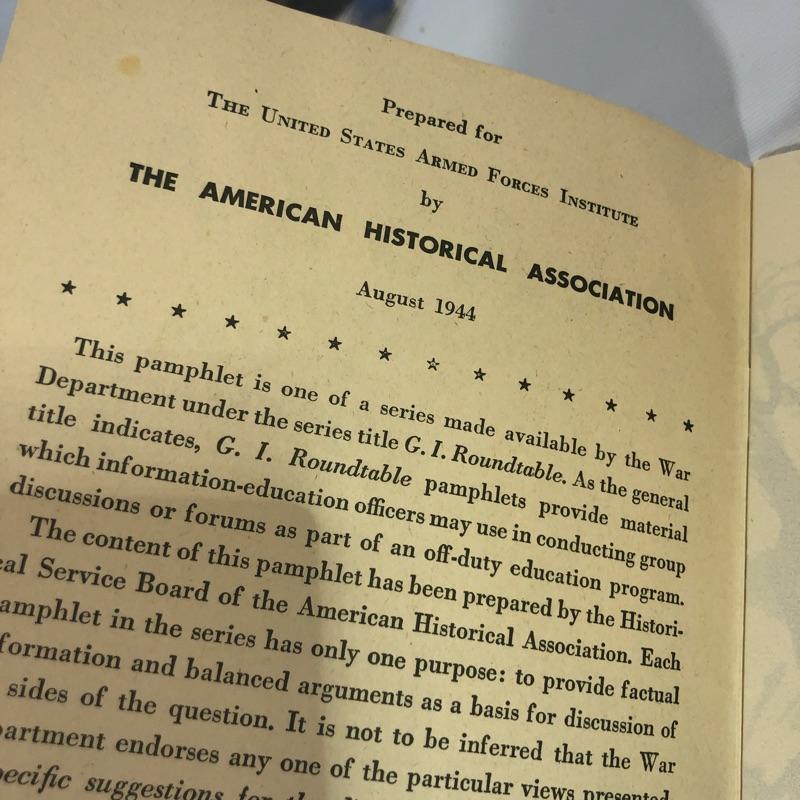 Prepared for
THE UNITED STATES ARMED FORCES INSTITUTE
by
THE AMERICAN HISTORICAL ASSOCIATION
August 1944
This pamphlet is one of a series made available by the War
Department under the series title G. I. Roundtable. As the general
title indicates, G. I. Roundtable pamphlets provide material
which information-education officers may use in conducting group
discussions or forums as part of an off-duty education program.
The content of this pamphlet has been prepared by the Histori-
cal Service Board of the American Historical Association. Each
amphlet in the series has only one purpose: to provide factual
formation and balanced arguments as a basis for discussion of
sides of the question. It is not to be inferred that the War
partment endorses any one of the particular views presented.
pecific suggestions for